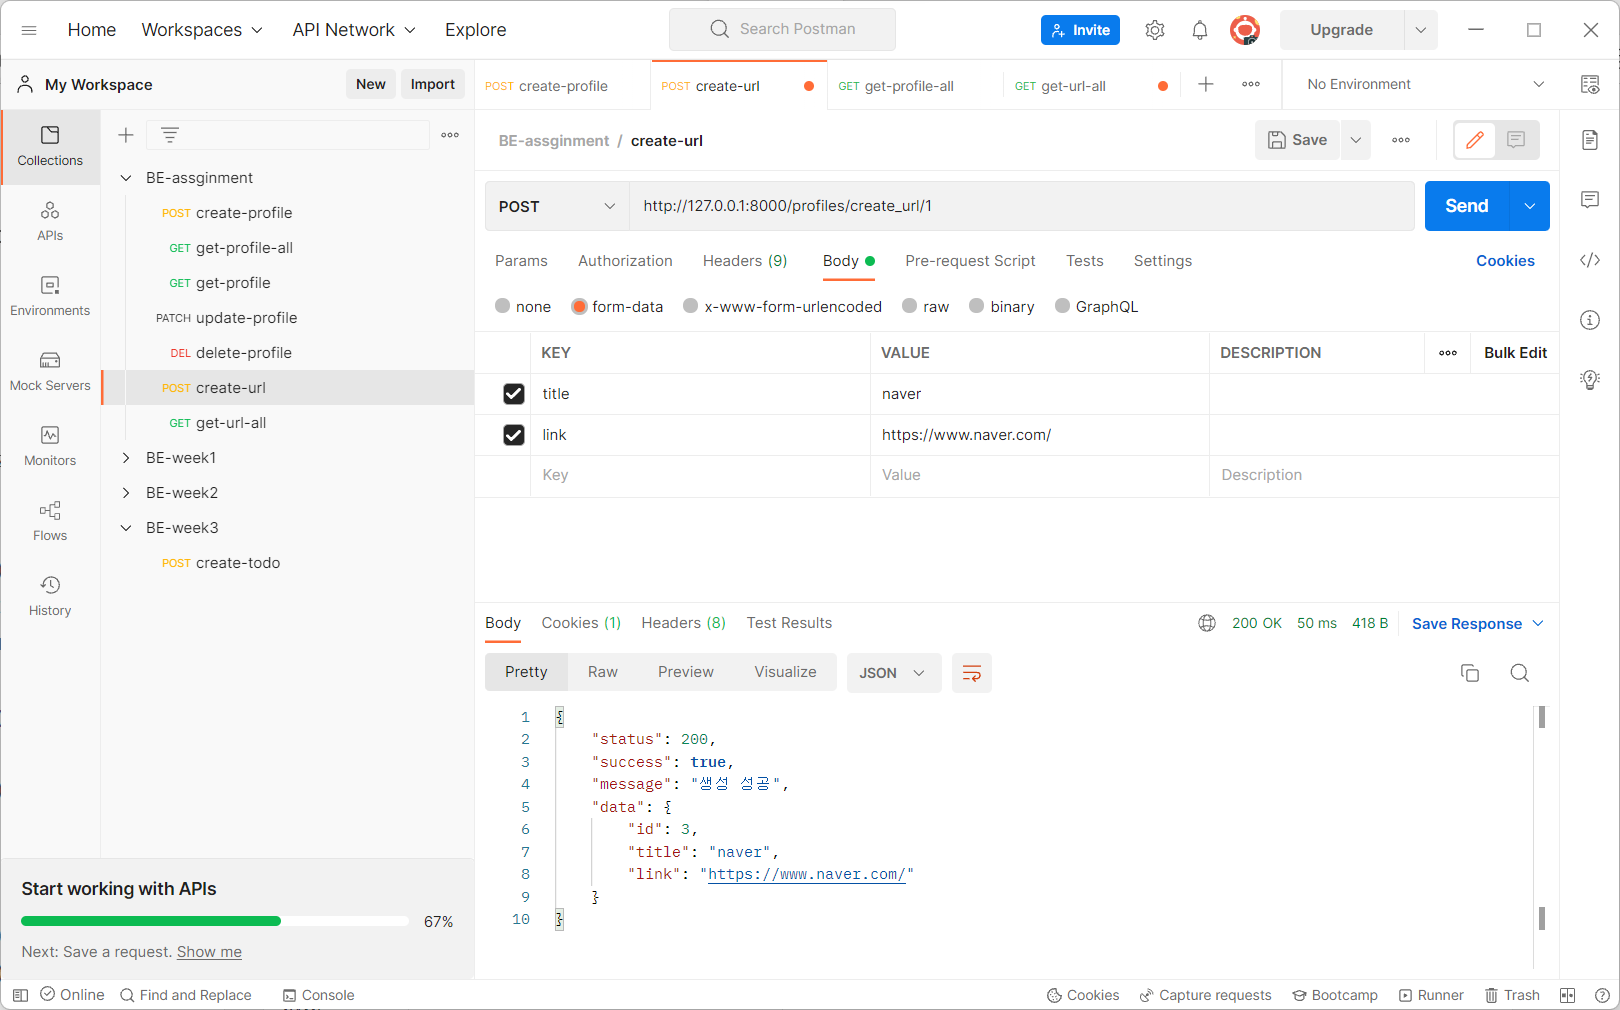 Home Workspaces API Network Explore Search Postman Invite Upgrade
My Workspace New Import
POST create-profile POST create-url GET get-profile-all GET get-url-all No Environment
Collections
APIs
Environments
Mock Servers
Monitors
Flows
History
BE-assginment
POST create-profile
GET get-profile-all
GET get-profile
PATCH update-profile
DEL delete-profile
POST create-url
GET get-url-all
BE-week1
BE-week2
BE-week3
POST create-todo
Start working with APIs
67%
Next: Save a request. Show me
BE-assginment / create-url Save
POST http://127.0.0.1:8000/profiles/create_url/1 Send
Params Authorization Headers (9) Body Pre-request Script Tests Settings Cookies
none form-data x-www-form-urlencoded raw binary GraphQL
KEY VALUE DESCRIPTION Bulk Edit
title naver
link https://www.naver.com/
Key Value Description
Body Cookies (1) Headers (8) Test Results 200 OK 50 ms 418 B Save Response
Pretty Raw Preview Visualize JSON
1 {
2 "status": 200,
3 "success": true,
4 "message": "생성 성공",
5 "data": {
6 "id": 3,
7 "title": "naver",
8 "link": "https://www.naver.com/"
9 }
10 }
Online Find and Replace Console Cookies Capture requests Bootcamp Runner Trash